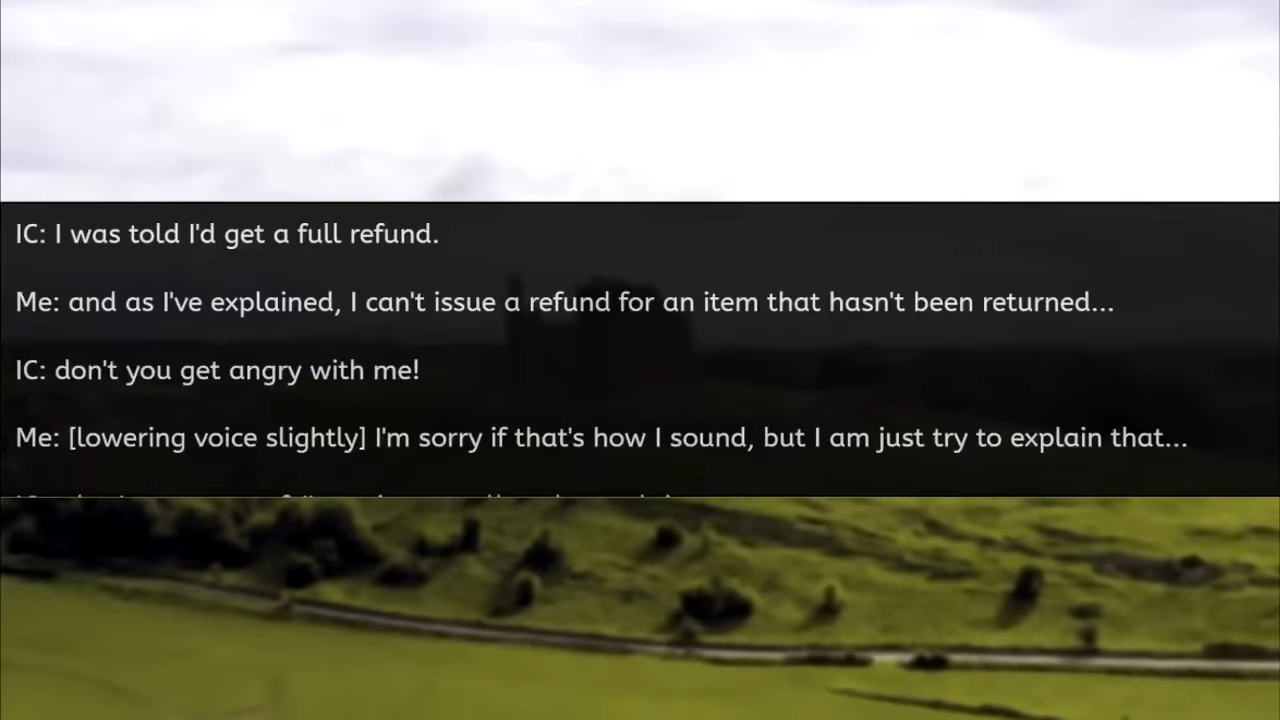 IC: I was told I'd get a full refund.
Me: and as I've explained, I can't issue a refund for an item that hasn't been returned...
IC: don't you get angry with me!
Me: [lowering voice slightly] I'm sorry if that's how I sound, but I am just try to explain that...